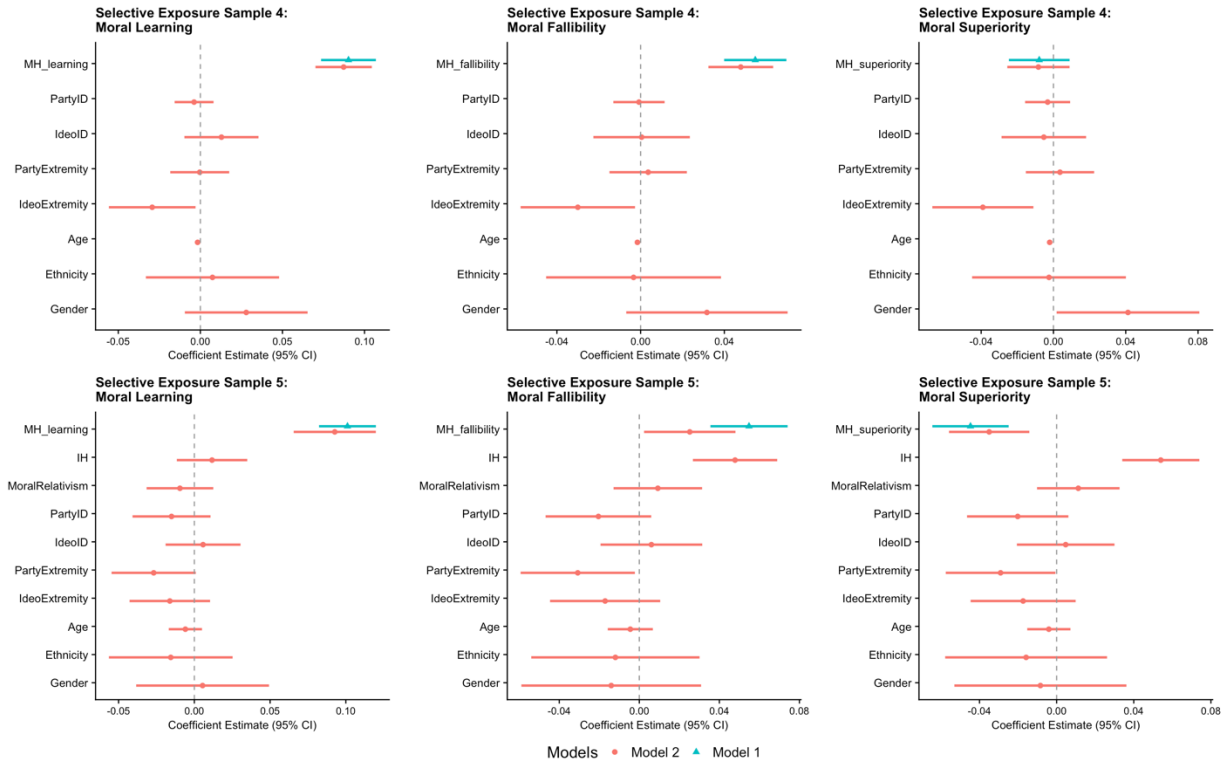 Selective Exposure Sample 4:
Moral Learning
MH_learning
PartyID
IdeoID
PartyExtremity
IdeoExtremity
Age
Ethnicity
Gender
-0.05 0.00 0.05 0.10
Coefficient Estimate (95% CI)
Selective Exposure Sample 4:
Moral Fallibility
MH_fallibility
PartyID
IdeoID
PartyExtremity
IdeoExtremity
Age
Ethnicity
Gender
0.00 0.04
Coefficient Estimate (95% CI)
Selective Exposure Sample 4:
Moral Superiority
MH_superiority
PartyID
IdeoID
PartyExtremity
IdeoExtremity
Age
Ethnicity
Gender
-0.04 0.00 0.04 0.08
Coefficient Estimate (95% CI)
Selective Exposure Sample 5:
Moral Learning
MH_learning
IH
MoralRelativism
PartyID
IdeoID
PartyExtremity
IdeoExtremity
Age
Ethnicity
Gender
-0.05 0.00 0.05 0.10
Coefficient Estimate (95% CI)
Selective Exposure Sample 5:
Moral Fallibility
MH_fallibility
IH
MoralRelativism
PartyID
IdeoID
PartyExtremity
IdeoExtremity
Age
Ethnicity
Gender
-0.04 0.00 0.04 0.08
Coefficient Estimate (95% CI)
Selective Exposure Sample 5:
Moral Superiority
MH_superiority
IH
MoralRelativism
PartyID
IdeoID
PartyExtremity
IdeoExtremity
Age
Ethnicity
Gender
-0.04 0.00 0.04 0.08
Coefficient Estimate (95% CI)
Models Model 2 Model 1